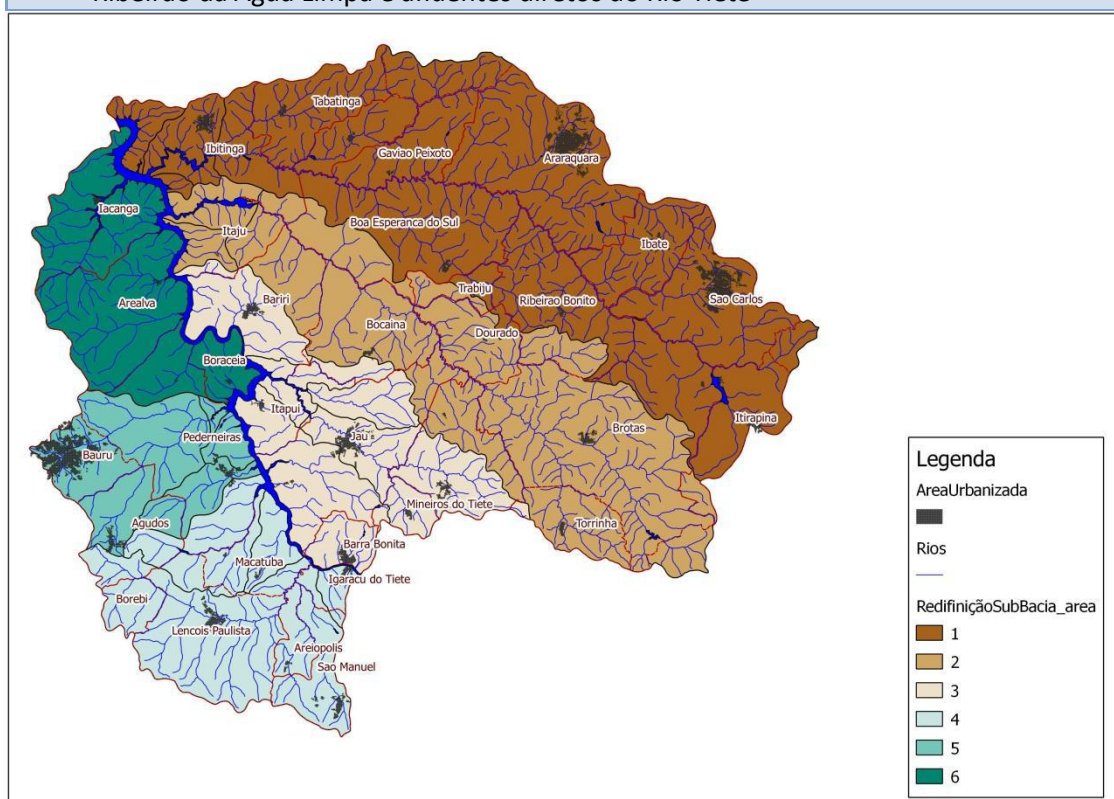 Ribeirão da Água Limpa e afluentes diretos do Rio Tietê
Tabatinga
Ibitinga
Gaviao Peixoto
Araraquara
Iacanga
Boa Esperanca do Sul
Itaju
Ibate
Sao Carlos
Arealva
Bariri
Trabiju
Ribeirao Bonito
Bocaina
Dourado
Boraceia
Itirapina
Itapui
Pederneiras
Jau
Brotas
Bauru
Mineiros do Tiete
Agudos
Torrinha
Barra Bonita
Macatuba
Igaracu do Tiete
Borebi
Lencois Paulista
Areiopolis
Sao Manuel
Legenda
AreaUrbanizada
Rios
RedifiniçãoSubBacia_area
1
2
3
4
5
6